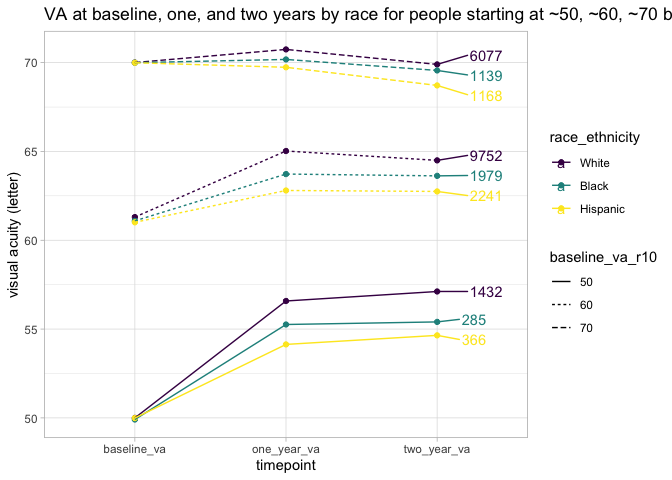 VA at baseline, one, and two years by race for people starting at ~50, ~60, ~70 b
70
65
60
55
50
visual acuity (letter)
6077
1139
1168
9752
1979
2241
1432
285
366
baseline_va
one_year_va
two_year_va
timepoint
race_ethnicity
White
Black
Hispanic
baseline_va_r10
50
60
70